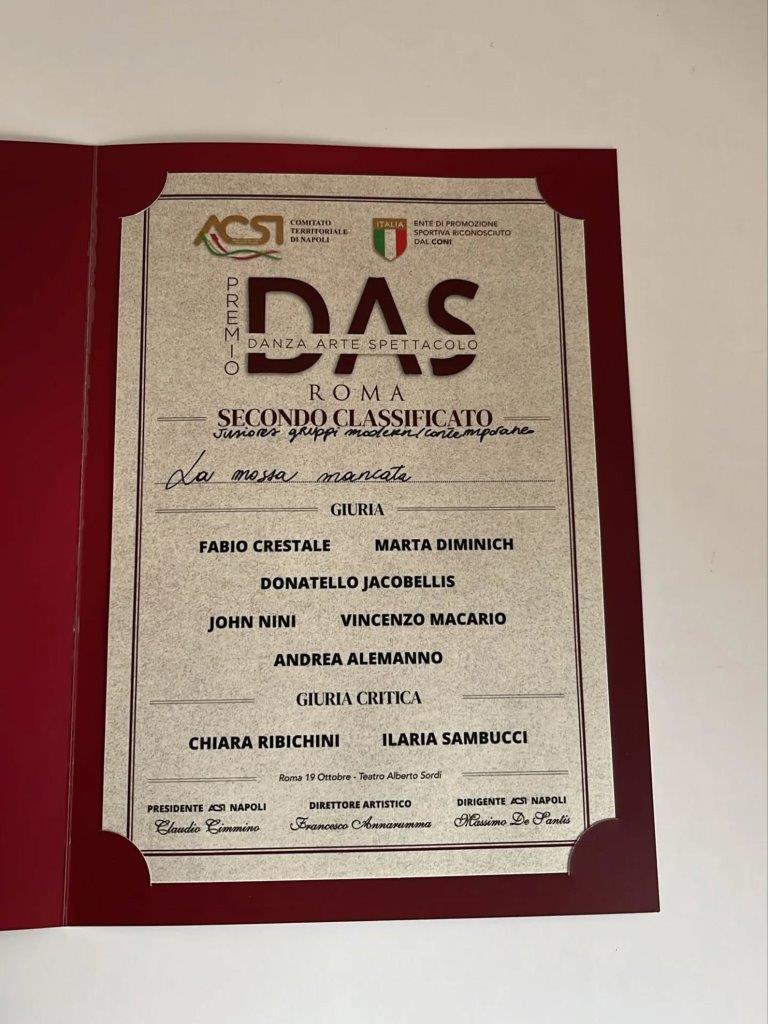 ACSI COMITATO TERRITORIALE DI NAPOLI
ITALIA ENTE DI PROMOZIONE SPORTIVA RICONOSCIUTO DAL CONI
PREMIO
DAS
DANZA ARTE SPETTACOLO
ROMA
SECONDO CLASSIFICATO
Juniores gruppi modern/contemporaneo
La mossa mancata
GIURIA
FABIO CRESTALE MARTA DIMINICH
DONATELLO JACOBELLIS
JOHN NINI VINCENZO MACARIO
ANDREA ALEMANNO
GIURIA CRITICA
CHIARA RIBICHINI ILARIA SAMBUCCI
Roma 19 Ottobre - Teatro Alberto Sordi
PRESIDENTE ACSI NAPOLI DIRETTORE ARTISTICO DIRIGENTE ACSI NAPOLI
Claudio Cimmino Francesco Annarumma Massimo De Santis